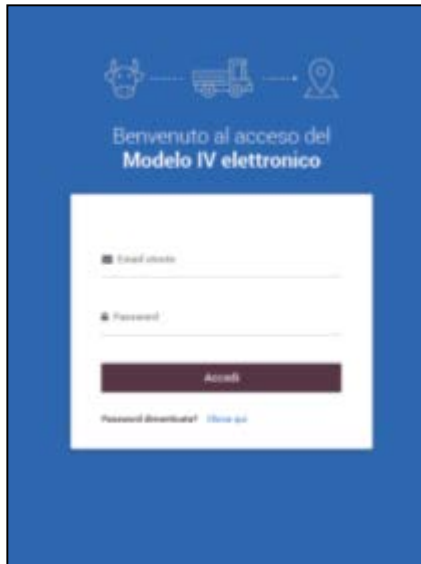 Benvenuto al acceso del
Modelo IV elettronico
Email utente
Password
Accedi
Password dimenticata? Clicca qui